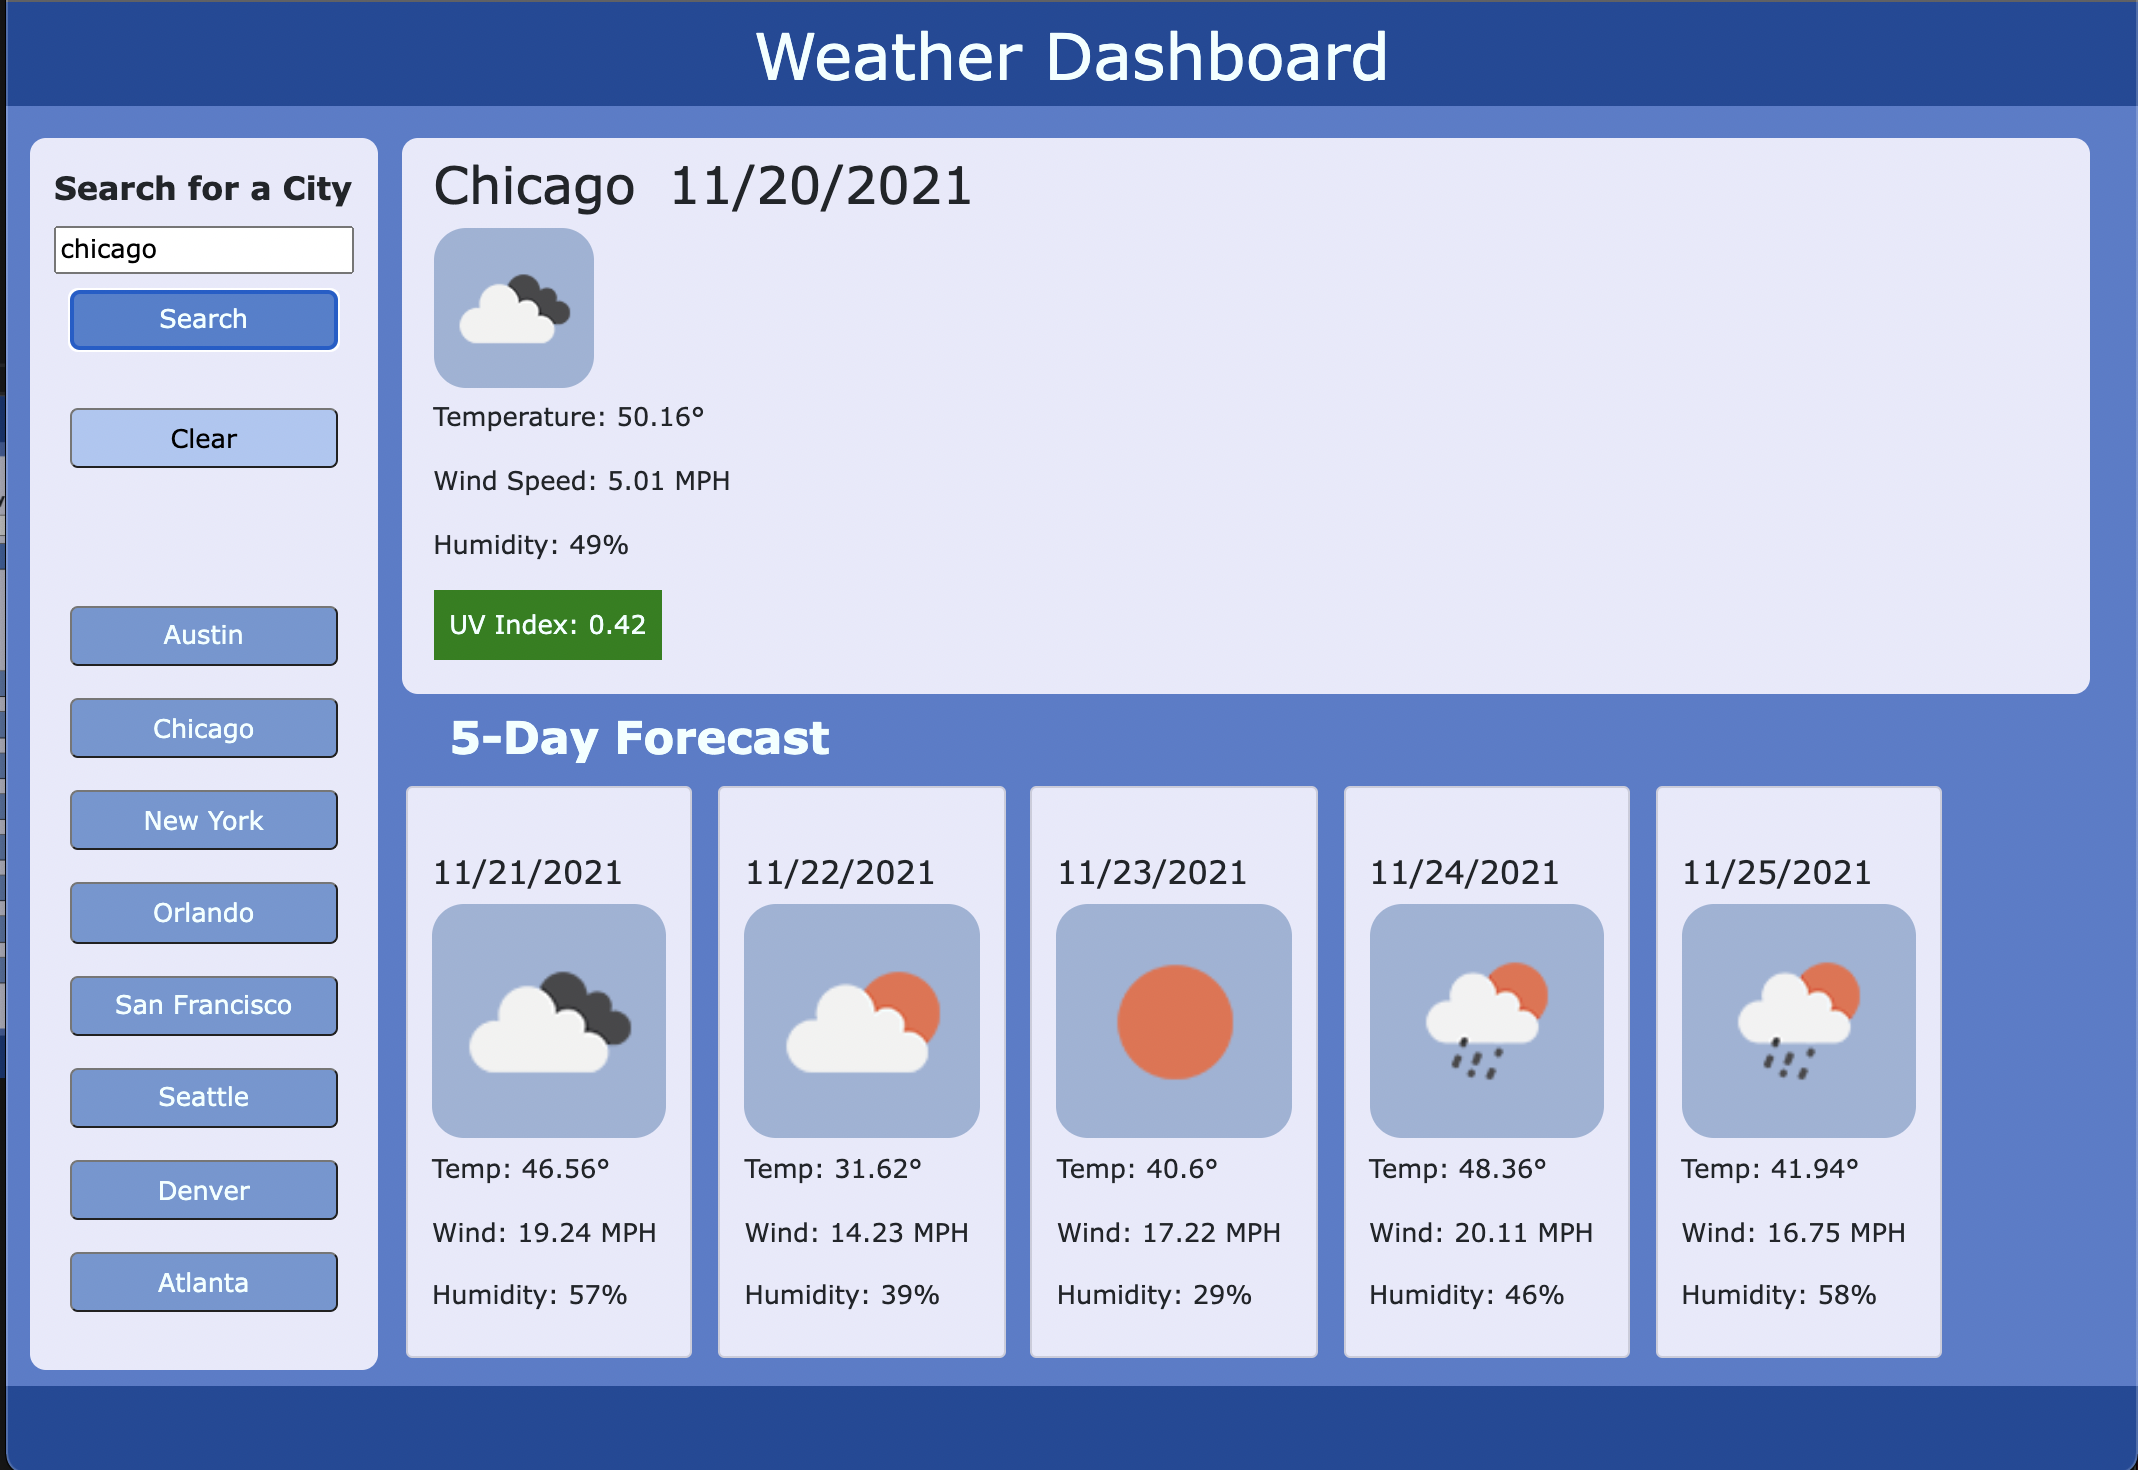 Weather Dashboard
Search for a City
chicago
Search
Clear
Austin
Chicago
New York
Orlando
San Francisco
Seattle
Denver
Atlanta
Chicago 11/20/2021
Temperature: 50.16°
Wind Speed: 5.01 MPH
Humidity: 49%
UV Index: 0.42
5-Day Forecast
11/21/2021
Temp: 46.56°
Wind: 19.24 MPH
Humidity: 57%
11/22/2021
Temp: 31.62°
Wind: 14.23 MPH
Humidity: 39%
11/23/2021
Temp: 40.6°
Wind: 17.22 MPH
Humidity: 29%
11/24/2021
Temp: 48.36°
Wind: 20.11 MPH
Humidity: 46%
11/25/2021
Temp: 41.94°
Wind: 16.75 MPH
Humidity: 58%